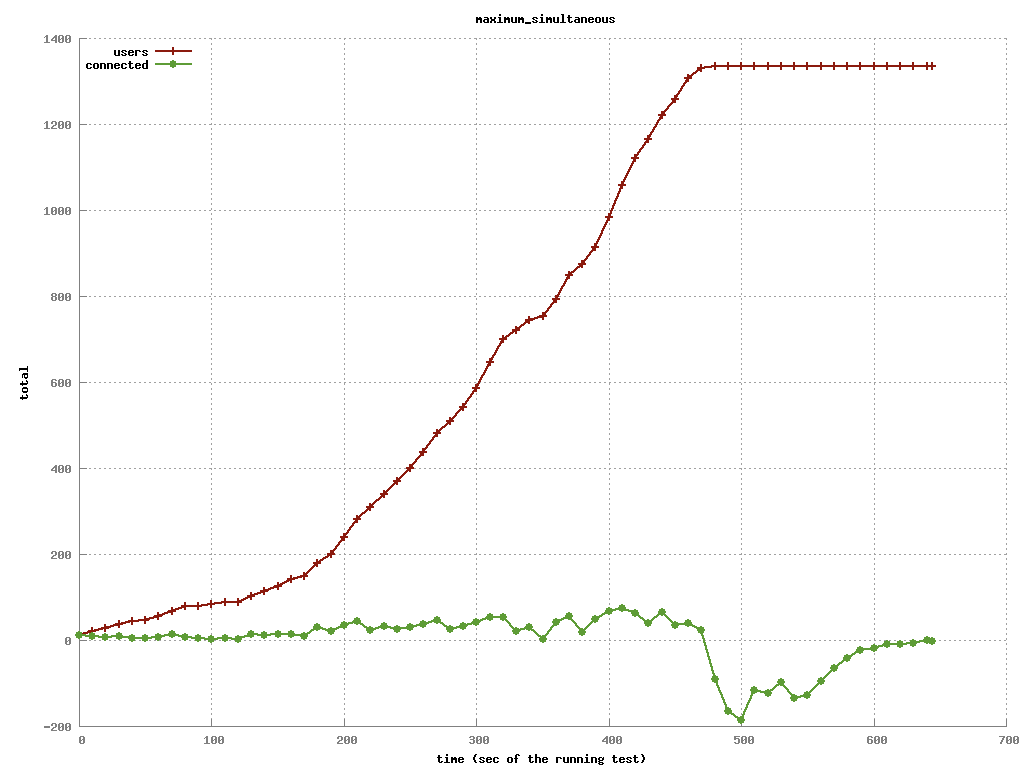 maximum_simultaneous
1400
users
connected
1200
1000
800
total
600
400
200
0
-200
0 100 200 300 400 500 600 700
time (sec of the running test)